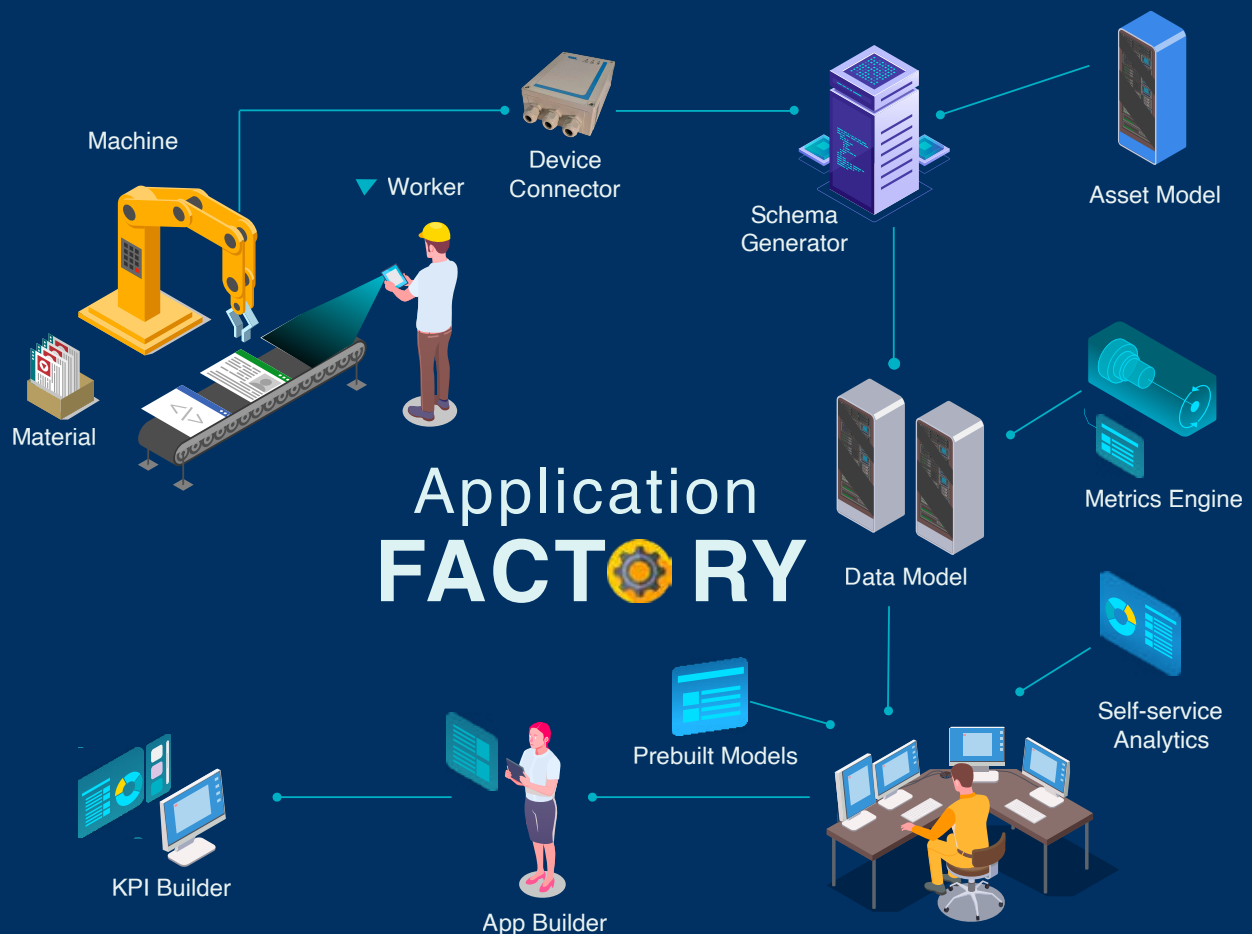 Machine
Worker
Device
Connector
Schema
Generator
Asset Model
Material
Application
FACTORY
Metrics Engine
Data Model
Self-service
Analytics
Prebuilt Models
KPI Builder
App Builder
</>